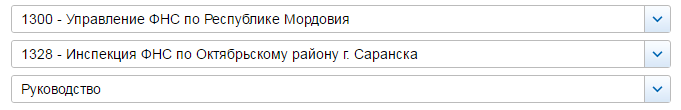 1300 - Управление ФНС по Республике Мордовия
1328 - Инспекция ФНС по Октябрьскому району г. Саранска
Руководство